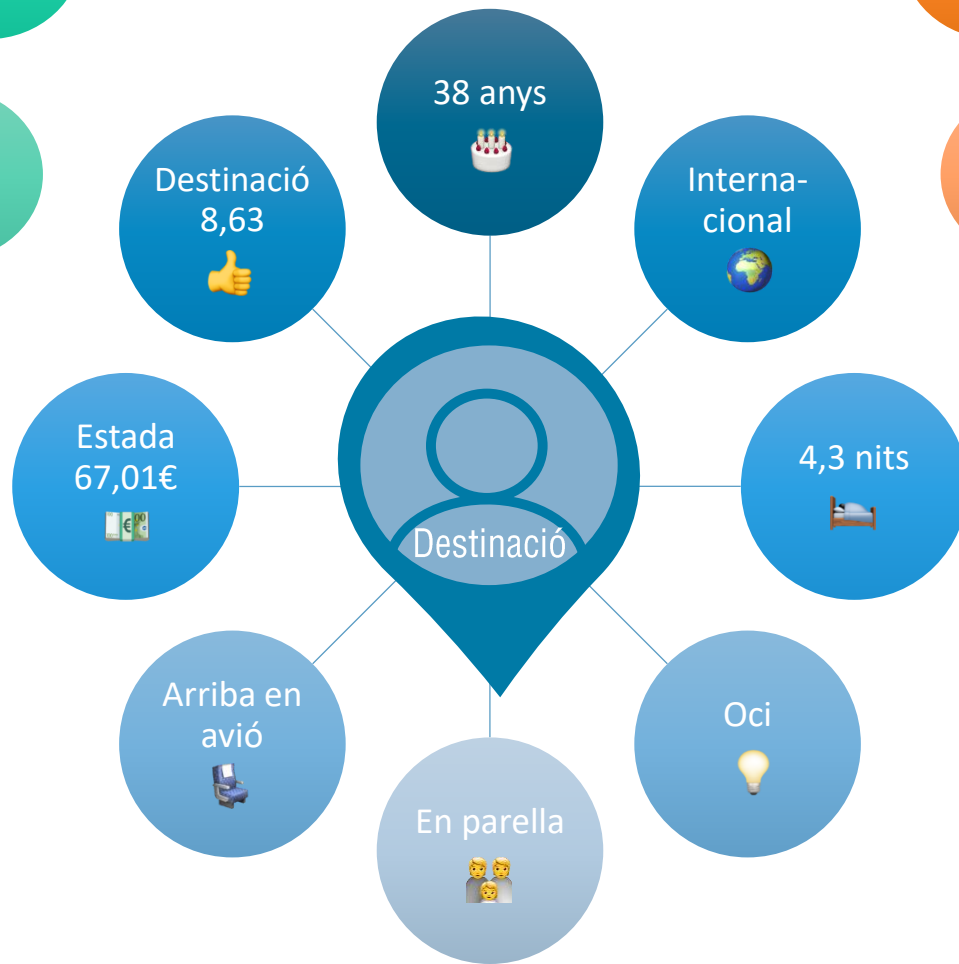 38 anys
Interna-
cional
4,3 nits
Oci
En parella
Arriba en
avió
Estada
67,01€
Destinació
8,63
Destinació